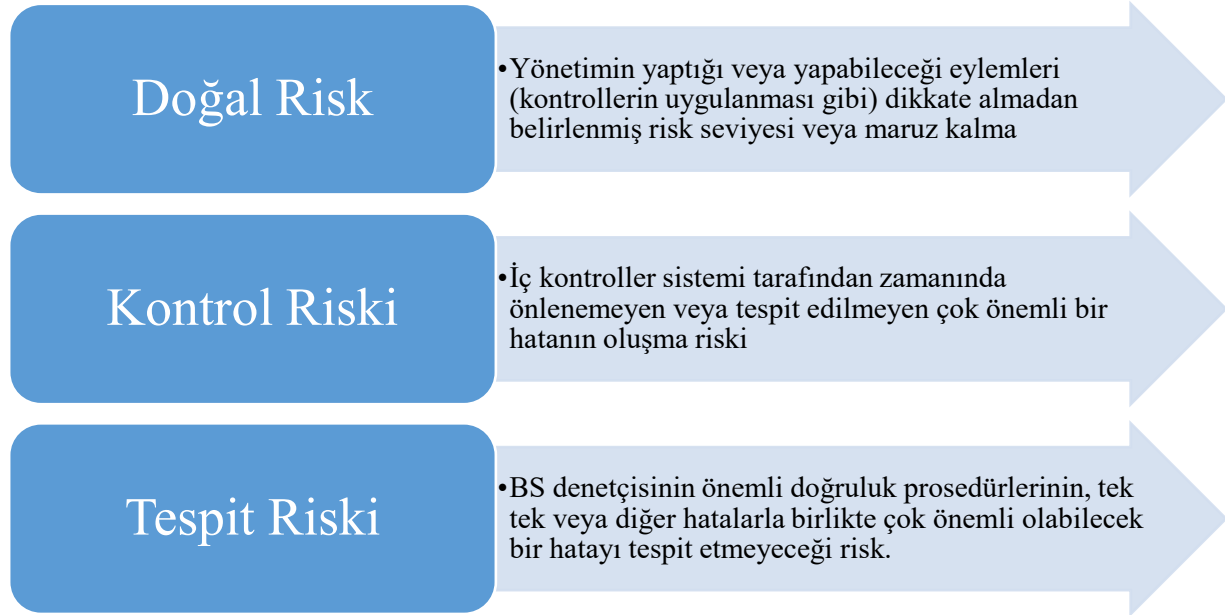 Doğal Risk
•Yönetimin yaptığı veya yapabileceği eylemleri
(kontrollerin uygulanması gibi) dikkate almadan
belirlenmiş risk seviyesi veya maruz kalma
Kontrol Riski
•İç kontroller sistemi tarafından zamanında
önlenemeyen veya tespit edilmeyen çok önemli bir
hatanın oluşma riski
Tespit Riski
•BS denetçisinin önemli doğruluk prosedürlerinin, tek
tek veya diğer hatalarla birlikte çok önemli olabilecek
bir hatayı tespit etmeyeceği risk.